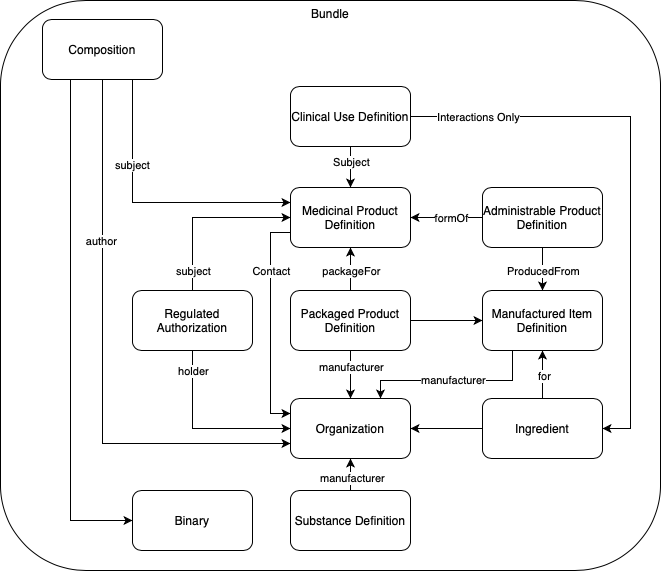 Bundle
Composition
Clinical Use Definition
Interactions Only
subject
Subject
Medicinal Product
Definition
formOf
Administrable Product
Definition
author
subject
Contact
packageFor
ProducedFrom
Regulated
Authorization
Packaged Product
Definition
Manufactured Item
Definition
holder
manufacturer
manufacturer
for
Organization
Ingredient
manufacturer
Binary
Substance Definition